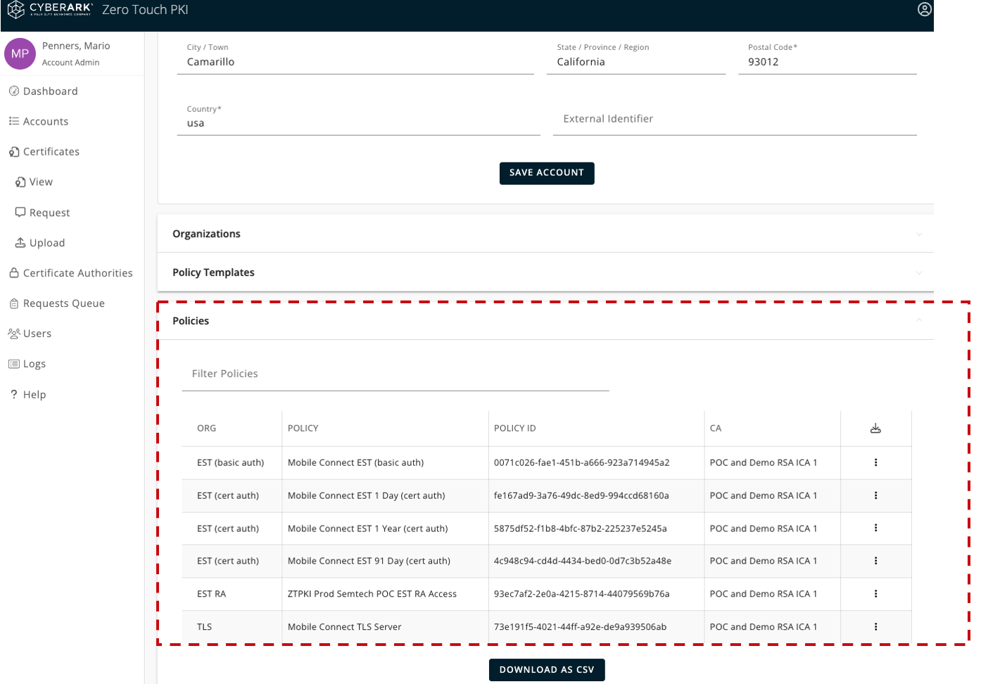 CYBERARK Zero Touch PKI
A PALO ALTO NETWORKS COMPANY
MP
Penners, Mario
Account Admin
Dashboard
Accounts
Certificates
View
Request
Upload
Certificate Authorities
Requests Queue
Users
Logs
? Help
City / Town
Camarillo
State / Province / Region
California
Postal Code*
93012
Country*
usa
External Identifier
SAVE ACCOUNT
Organizations
Policy Templates
Policies
Filter Policies
ORG POLICY POLICY ID CA
EST (basic auth) Mobile Connect EST (basic auth) 0071c026-fae1-451b-a666-923a714945a2 POC and Demo RSA ICA 1
EST (cert auth) Mobile Connect EST 1 Day (cert auth) fe167ad9-3a76-49dc-8ed9-994ccd68160a POC and Demo RSA ICA 1
EST (cert auth) Mobile Connect EST 1 Year (cert auth) 5875df52-f1b8-4bfc-87b2-225237e5245a POC and Demo RSA ICA 1
EST (cert auth) Mobile Connect EST 91 Day (cert auth) 4c948c94-cd4d-4434-bed0-0d7c3b52a48e POC and Demo RSA ICA 1
EST RA ZTPKI Prod Semtech POC EST RA Access 93ec7af2-2e0a-4215-8714-44079569b76a POC and Demo RSA ICA 1
TLS Mobile Connect TLS Server 73e191f5-4021-44ff-a92e-de9a939506ab POC and Demo RSA ICA 1
DOWNLOAD AS CSV